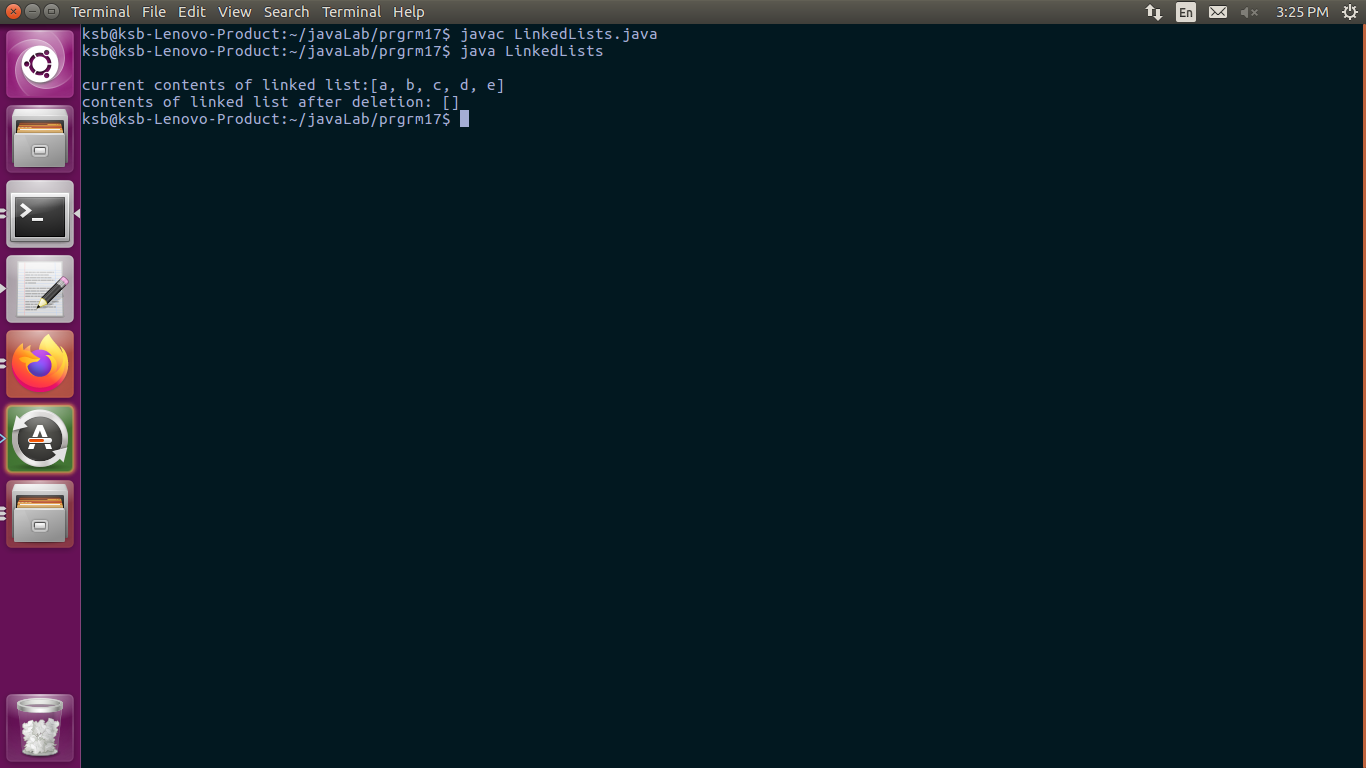 Terminal File Edit View Search Terminal Help En 3:25 PM
ksb@ksb-Lenovo-Product:~/javaLab/prgrm17$ javac LinkedLists.java
ksb@ksb-Lenovo-Product:~/javaLab/prgrm17$ java LinkedLists
current contents of linked list:[a, b, c, d, e]
contents of linked list after deletion: []
ksb@ksb-Lenovo-Product:~/javaLab/prgrm17$